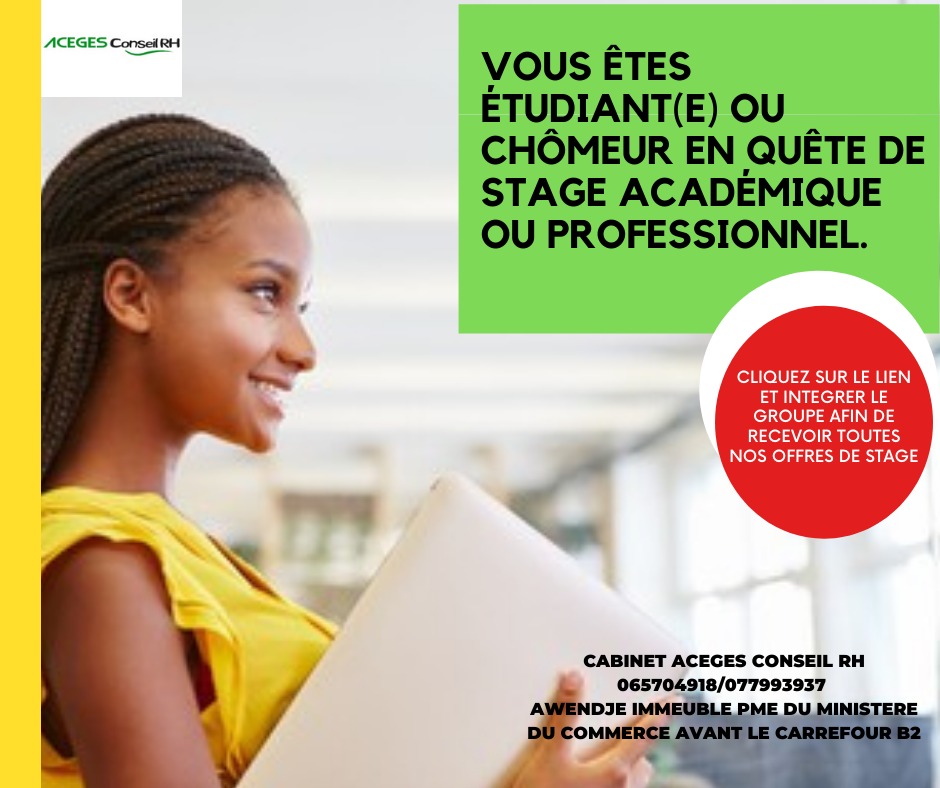 ACEGES Conseil RH
VOUS ÊTES
ÉTUDIANT(E) OU
CHÔMEUR EN QUÊTE DE
STAGE ACADÉMIQUE
OU PROFESSIONNEL.
CLIQUEZ SUR LE LIEN
ET INTEGRER LE
GROUPE AFIN DE
RECEVOIR TOUTES
NOS OFFRES DE STAGE
CABINET ACEGES CONSEIL RH
065704918/077993937
AWENDJE IMMEUBLE PME DU MINISTERE
DU COMMERCE AVANT LE CARREFOUR B2